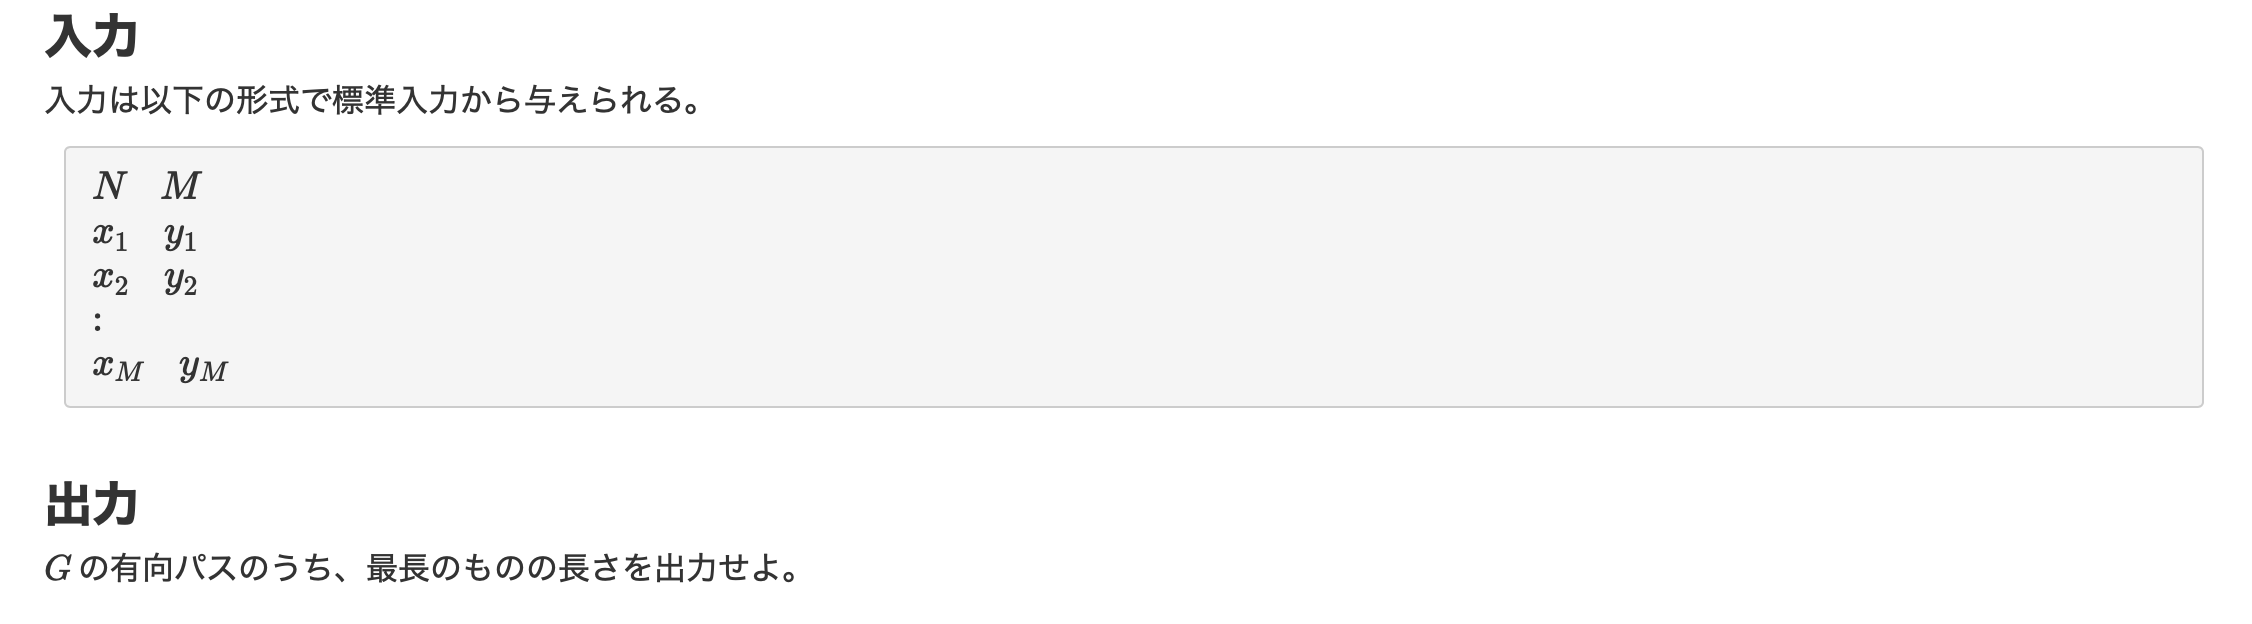 入力
入力は以下の形式で標準入力から与えられる。
N M
x₁ y₁
x₂ y₂
:
x_M y_M
出力
G の有向パスのうち、最長のものの長さを出力せよ。